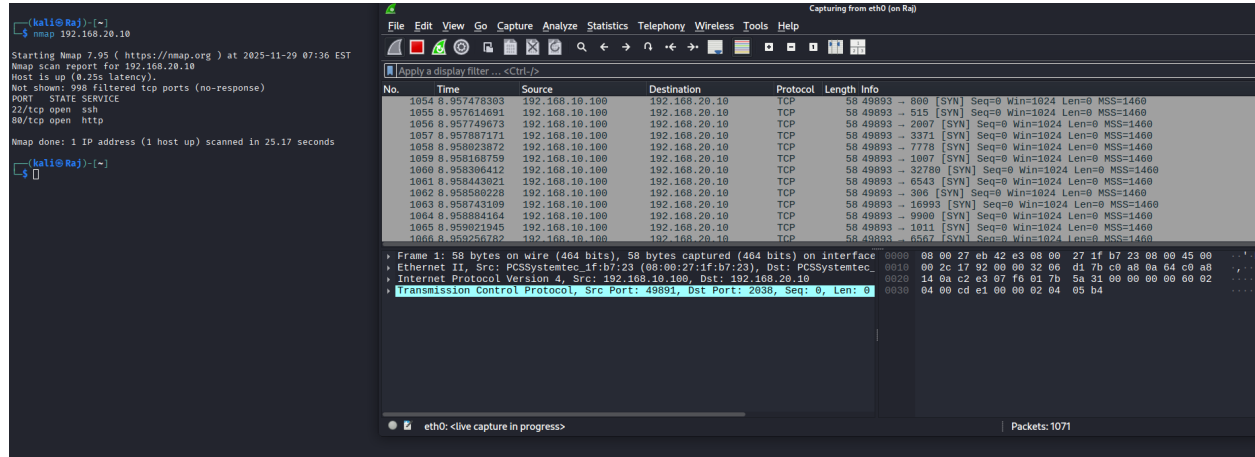 (kali㉿Raj)-[~]
$ nmap 192.168.20.10
Starting Nmap 7.95 ( https://nmap.org ) at 2025-11-29 07:36 EST
Nmap scan report for 192.168.20.10
Host is up (0.25s latency).
Not shown: 998 filtered tcp ports (no-response)
PORT   STATE SERVICE
22/tcp open  ssh
80/tcp open  http
Nmap done: 1 IP address (1 host up) scanned in 25.17 seconds
(kali㉿Raj)-[~]
$
Capturing from eth0 (on Raj)
File Edit View Go Capture Analyze Statistics Telephony Wireless Tools Help
Apply a display filter ... <Ctrl-/>
No. Time Source Destination Protocol Length Info
1054 8.957478303 192.168.10.100 192.168.20.10 TCP 58 49893 → 800 [SYN] Seq=0 Win=1024 Len=0 MSS=1460
1055 8.957614691 192.168.10.100 192.168.20.10 TCP 58 49893 → 515 [SYN] Seq=0 Win=1024 Len=0 MSS=1460
1056 8.957749673 192.168.10.100 192.168.20.10 TCP 58 49893 → 2007 [SYN] Seq=0 Win=1024 Len=0 MSS=1460
1057 8.957887171 192.168.10.100 192.168.20.10 TCP 58 49893 → 3371 [SYN] Seq=0 Win=1024 Len=0 MSS=1460
1058 8.958023872 192.168.10.100 192.168.20.10 TCP 58 49893 → 7778 [SYN] Seq=0 Win=1024 Len=0 MSS=1460
1059 8.958168759 192.168.10.100 192.168.20.10 TCP 58 49893 → 1007 [SYN] Seq=0 Win=1024 Len=0 MSS=1460
1060 8.958306412 192.168.10.100 192.168.20.10 TCP 58 49893 → 32780 [SYN] Seq=0 Win=1024 Len=0 MSS=1460
1061 8.958443021 192.168.10.100 192.168.20.10 TCP 58 49893 → 6543 [SYN] Seq=0 Win=1024 Len=0 MSS=1460
1062 8.958580228 192.168.10.100 192.168.20.10 TCP 58 49893 → 306 [SYN] Seq=0 Win=1024 Len=0 MSS=1460
1063 8.958743109 192.168.10.100 192.168.20.10 TCP 58 49893 → 16993 [SYN] Seq=0 Win=1024 Len=0 MSS=1460
1064 8.958884164 192.168.10.100 192.168.20.10 TCP 58 49893 → 9900 [SYN] Seq=0 Win=1024 Len=0 MSS=1460
1065 8.959021945 192.168.10.100 192.168.20.10 TCP 58 49893 → 1011 [SYN] Seq=0 Win=1024 Len=0 MSS=1460
1066 8.959256782 192.168.10.100 192.168.20.10 TCP 58 49893 → 6567 [SYN] Seq=0 Win=1024 Len=0 MSS=1460
Frame 1: 58 bytes on wire (464 bits), 58 bytes captured (464 bits) on interface
Ethernet II, Src: PCSSystemtec_1f:b7:23 (08:00:27:1f:b7:23), Dst: PCSSystemtec_
Internet Protocol Version 4, Src: 192.168.10.100, Dst: 192.168.20.10
Transmission Control Protocol, Src Port: 49891, Dst Port: 2038, Seq: 0, Len: 0
0000 08 00 27 eb 42 e3 08 00 27 1f b7 23 08 00 45 00 ··'·
0010 00 2c 17 92 00 00 32 06 d1 7b c0 a8 0a 64 c0 a8 ·,··
0020 14 0a c2 e3 07 f6 01 7b 5a 31 00 00 00 00 60 02 ····
0030 04 00 cd e1 00 00 02 04 05 b4 ····
eth0: <live capture in progress>
Packets: 1071